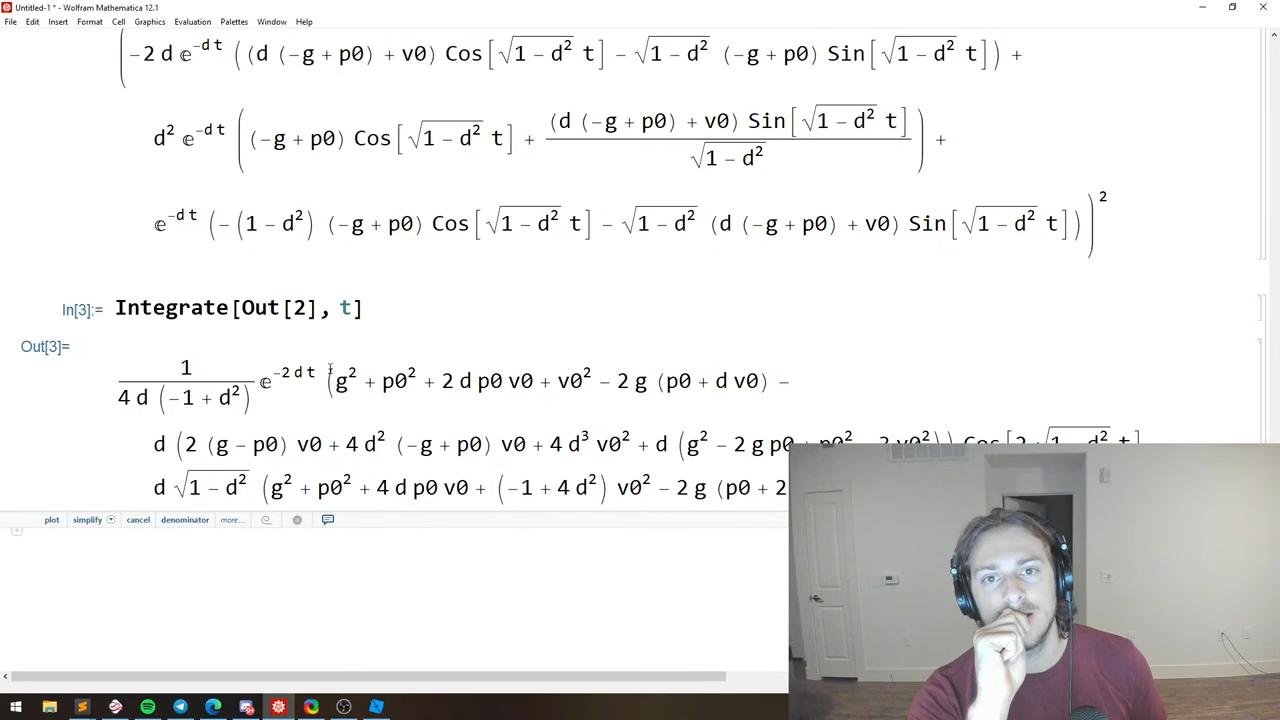 Untitled-1 * - Wolfram Mathematica 12.1
File Edit Insert Format Cell Graphics Evaluation Palettes Window Help
(-2 d ⅇ^(-d t) ((d (-g + p0) + v0) Cos[√(1 - d²) t] - √(1 - d²) (-g + p0) Sin[√(1 - d²) t]) +
d² ⅇ^(-d t) ((-g + p0) Cos[√(1 - d²) t] + ((d (-g + p0) + v0) Sin[√(1 - d²) t])/√(1 - d²)) +
ⅇ^(-d t) (-(1 - d²) (-g + p0) Cos[√(1 - d²) t] - √(1 - d²) (d (-g + p0) + v0) Sin[√(1 - d²) t]))²
In[3]:= Integrate[Out[2], t]
Out[3]=
1/(4 d (-1 + d²)) ⅇ^(-2 d t) (g² + p0² + 2 d p0 v0 + v0² - 2 g (p0 + d v0) -
d (2 (g - p0) v0 + 4 d² (-g + p0) v0 + 4 d³ v0² + d (g² - 2 g p0
d √(1 - d²) (g² + p0² + 4 d p0 v0 + (-1 + 4 d²) v0² - 2 g (p0 + 2
plot simplify cancel denominator more...